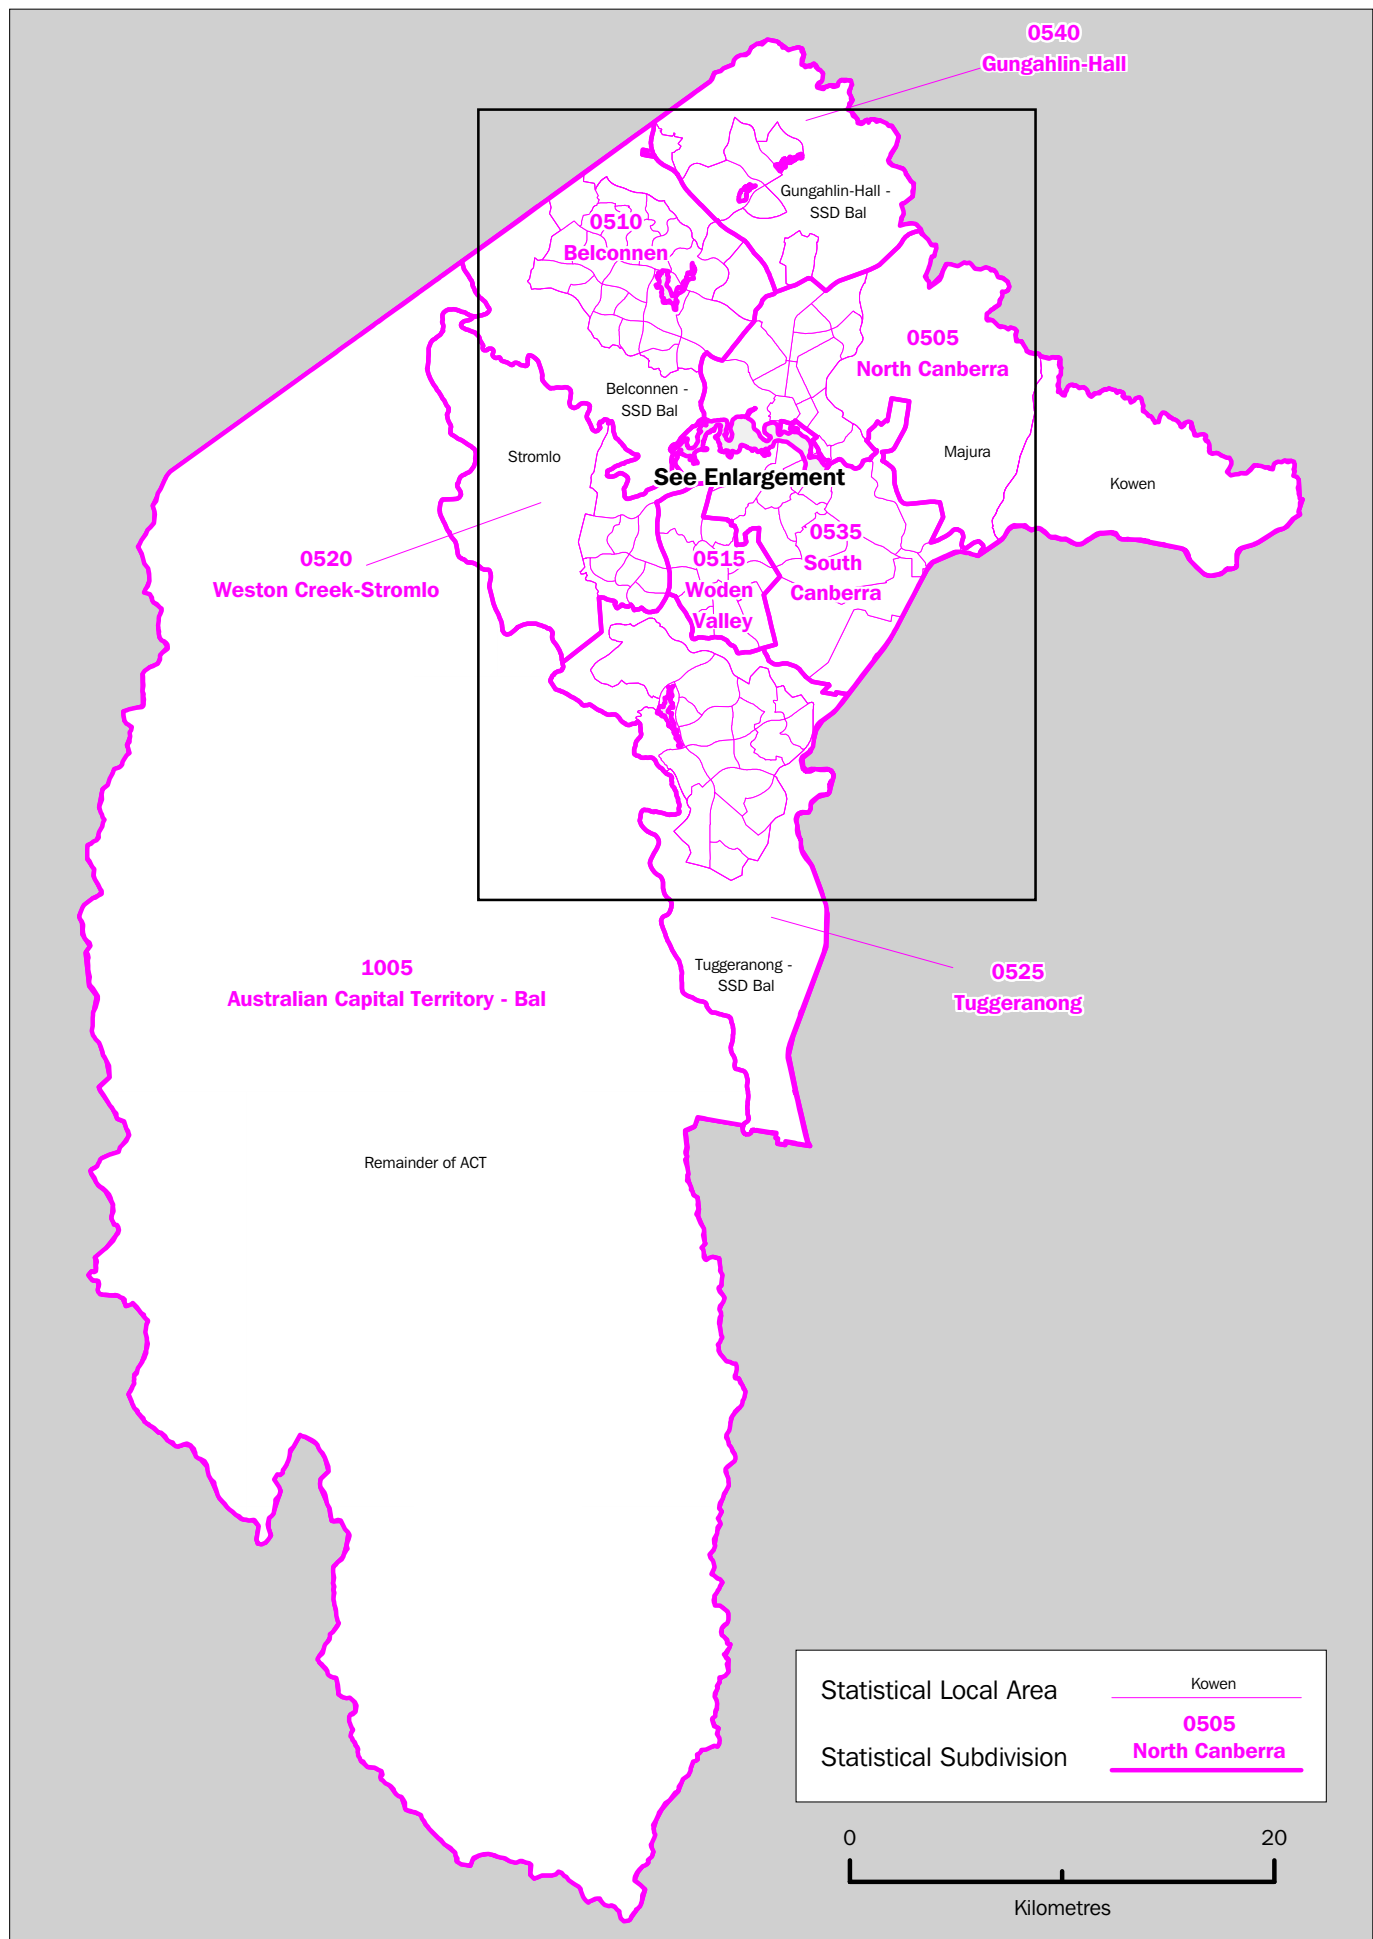 0540
Gungahlin-Hall
Gungahlin-Hall -
SSD Bal
0510
Belconnen
0505
North Canberra
Belconnen -
SSD Bal
Stromlo
Majura
See Enlargement
Kowen
0535
South
Canberra
0520
Weston Creek-Stromlo
0515
Woden
Valley
Tuggeranong -
SSD Bal
1005
Australian Capital Territory - Bal
0525
Tuggeranong
Remainder of ACT
Statistical Local Area
Kowen
0505
North Canberra
Statistical Subdivision
0
20
Kilometres